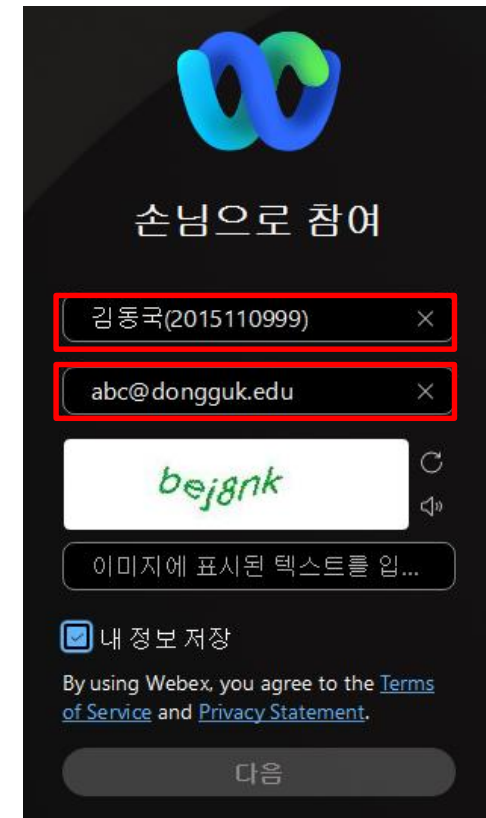 손님으로 참여
김동국(2015110999)
abc@dongguk.edu
bej8nk
이미지에 표시된 텍스트를 입...
내 정보 저장
By using Webex, you agree to the Terms
of Service and Privacy Statement.
다음